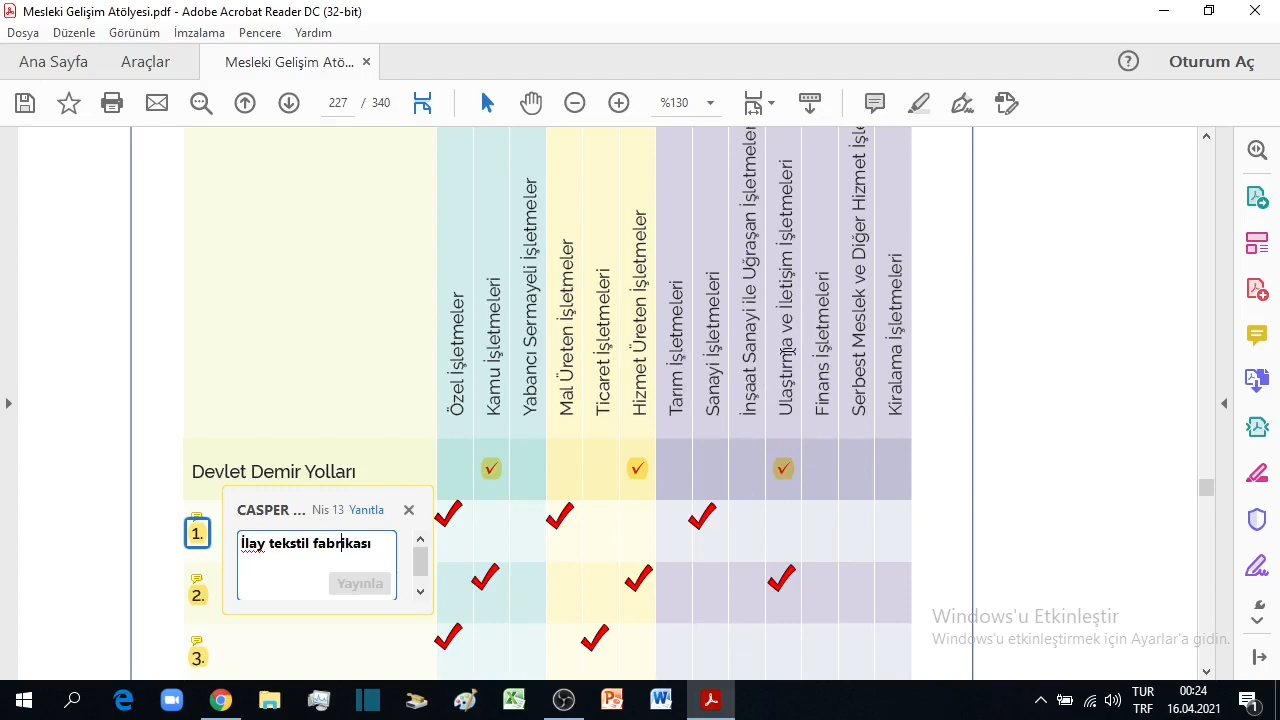 Mesleki Gelişim Atölyesi.pdf - Adobe Acrobat Reader DC (32-bit)
Dosya Düzenle Görünüm İmzalama Pencere Yardım
Ana Sayfa Araçlar Mesleki Gelişim Atö... Oturum Aç
227 / 340 %130
Özel İşletmeler
Kamu İşletmeleri
Yabancı Sermayeli İşletmeler
Mal Üreten İşletmeler
Ticaret İşletmeleri
Hizmet Üreten İşletmeler
Tarım İşletmeleri
Sanayi İşletmeleri
İnşaat Sanayi ile Uğraşan İşletmeler
Ulaştırma ve İletişim İşletmeleri
Finans İşletmeleri
Serbest Meslek ve Diğer Hizmet İşle
Kiralama İşletmeleri
Devlet Demir Yolları
CASPER ... Nis 13 Yanıtla
1.
İlay tekstil fabrikası
Yayınla
2.
3.
Windows'u Etkinleştir
Windows'u etkinleştirmek için Ayarlar'a gidin.
TUR 00:24
TRF 16.04.2021
1